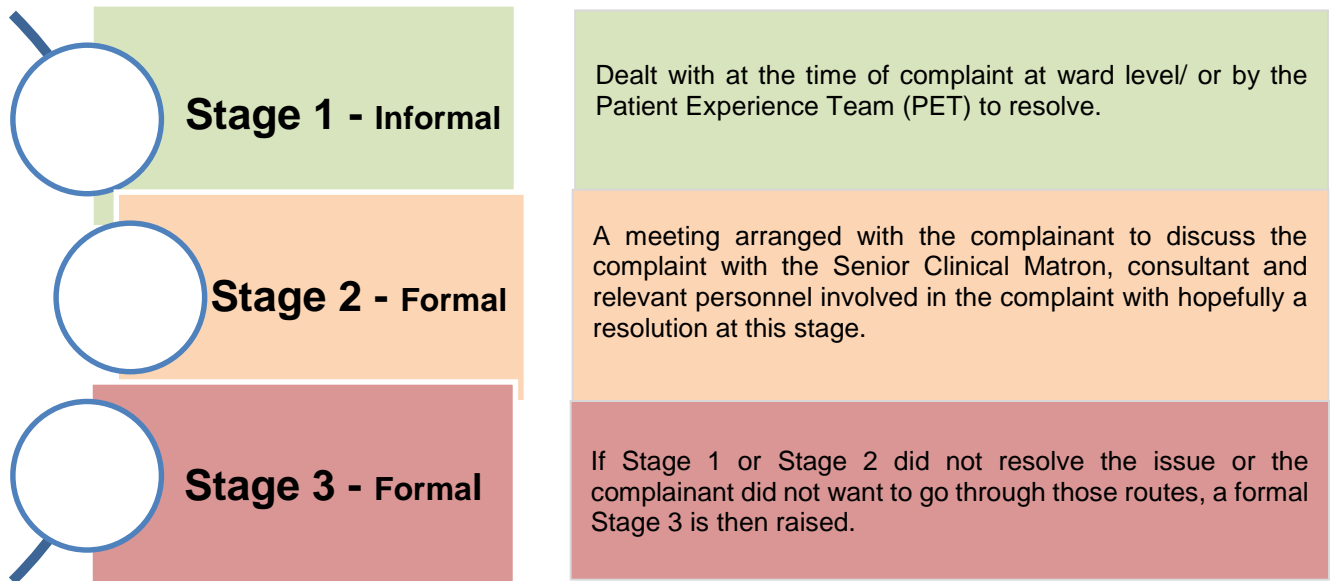 Stage 1 - Informal
Dealt with at the time of complaint at ward level/ or by the
Patient Experience Team (PET) to resolve.
Stage 2 - Formal
A meeting arranged with the complainant to discuss the
complaint with the Senior Clinical Matron, consultant and
relevant personnel involved in the complaint with hopefully a
resolution at this stage.
Stage 3 - Formal
If Stage 1 or Stage 2 did not resolve the issue or the
complainant did not want to go through those routes, a formal
Stage 3 is then raised.